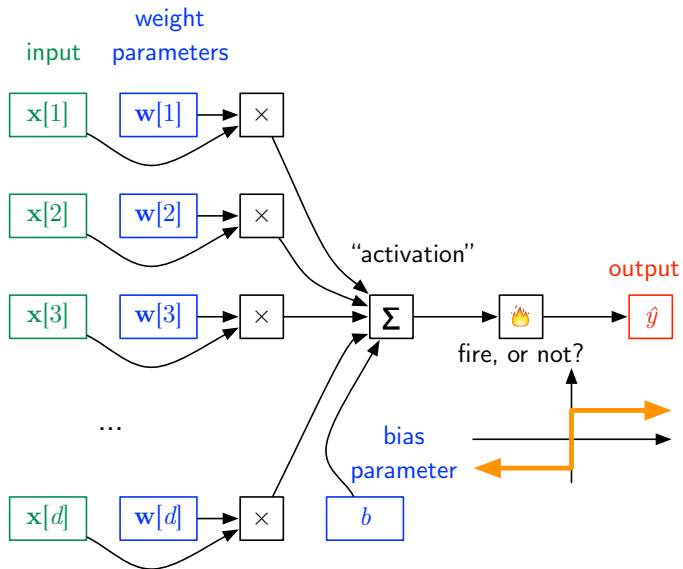 weight
input parameters
x[1] w[1] ×
x[2] w[2] ×
“activation”
output
x[3] w[3] × Σ ŷ
fire, or not?
...
bias
parameter
x[d] w[d] × b